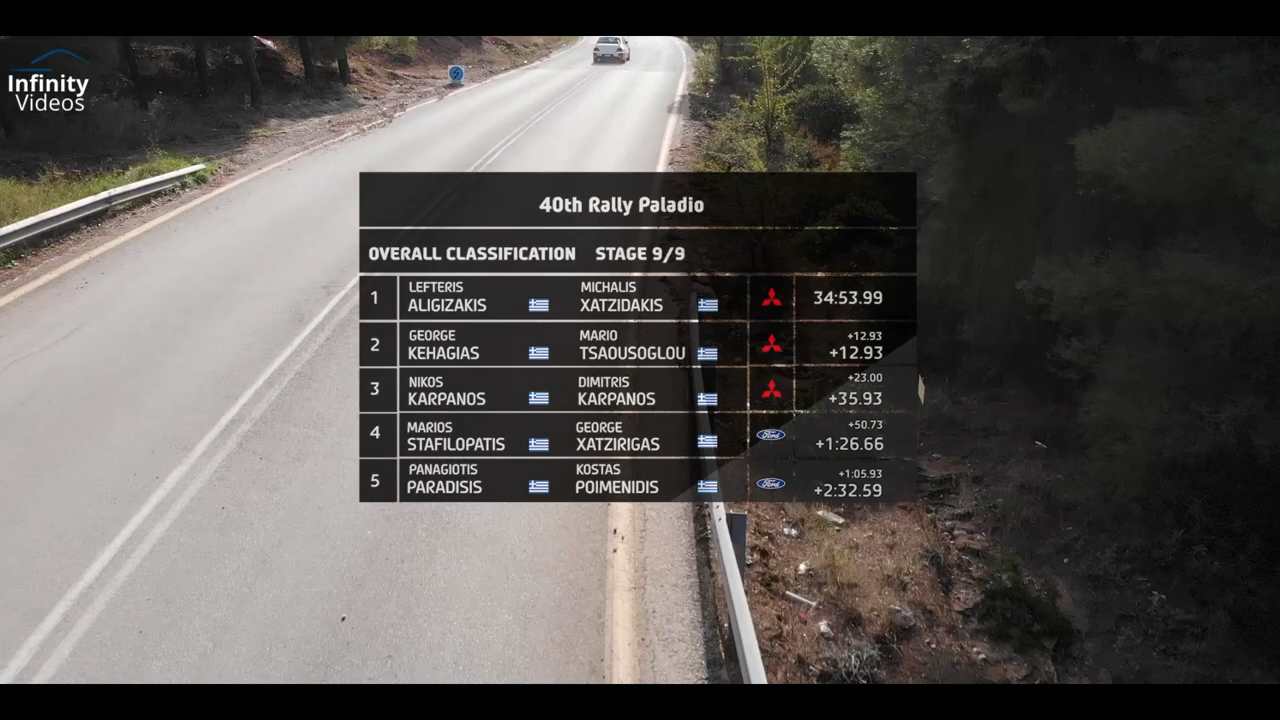 Infinity
Videos
40th Rally Paladio
OVERALL CLASSIFICATION STAGE 9/9
1 LEFTERIS ALIGIZAKIS MICHALIS XATZIDAKIS 34:53.99
2 GEORGE KEHAGIAS MARIO TSAOUSOGLOU +12.93 +12.93
3 NIKOS KARPANOS DIMITRIS KARPANOS +23.00 +35.93
4 MARIOS STAFILOPATIS GEORGE XATZIRIGAS Ford +50.73 +1:26.66
5 PANAGIOTIS PARADISIS KOSTAS POIMENIDIS Ford +1:05.93 +2:32.59